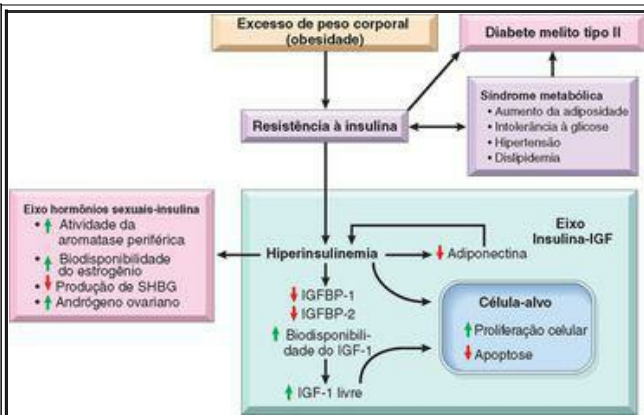 Excesso de peso corporal
(obesidade)
Diabete melito tipo II
Resistência à insulina
Síndrome metabólica
• Aumento da adiposidade
• Intolerância à glicose
• Hipertensão
• Dislipidemia
Eixo hormônios sexuais-insulina
• Atividade da
aromatase periférica
• Biodisponibilidade
do estrogênio
• Produção de SHBG
• Andrógeno ovariano
Eixo
Insulina-IGF
Hiperinsulinemia
Adiponectina
IGFBP-1
IGFBP-2
Biodisponibili-
dade do IGF-1
IGF-1 livre
Célula-alvo
Proliferação celular
Apoptose